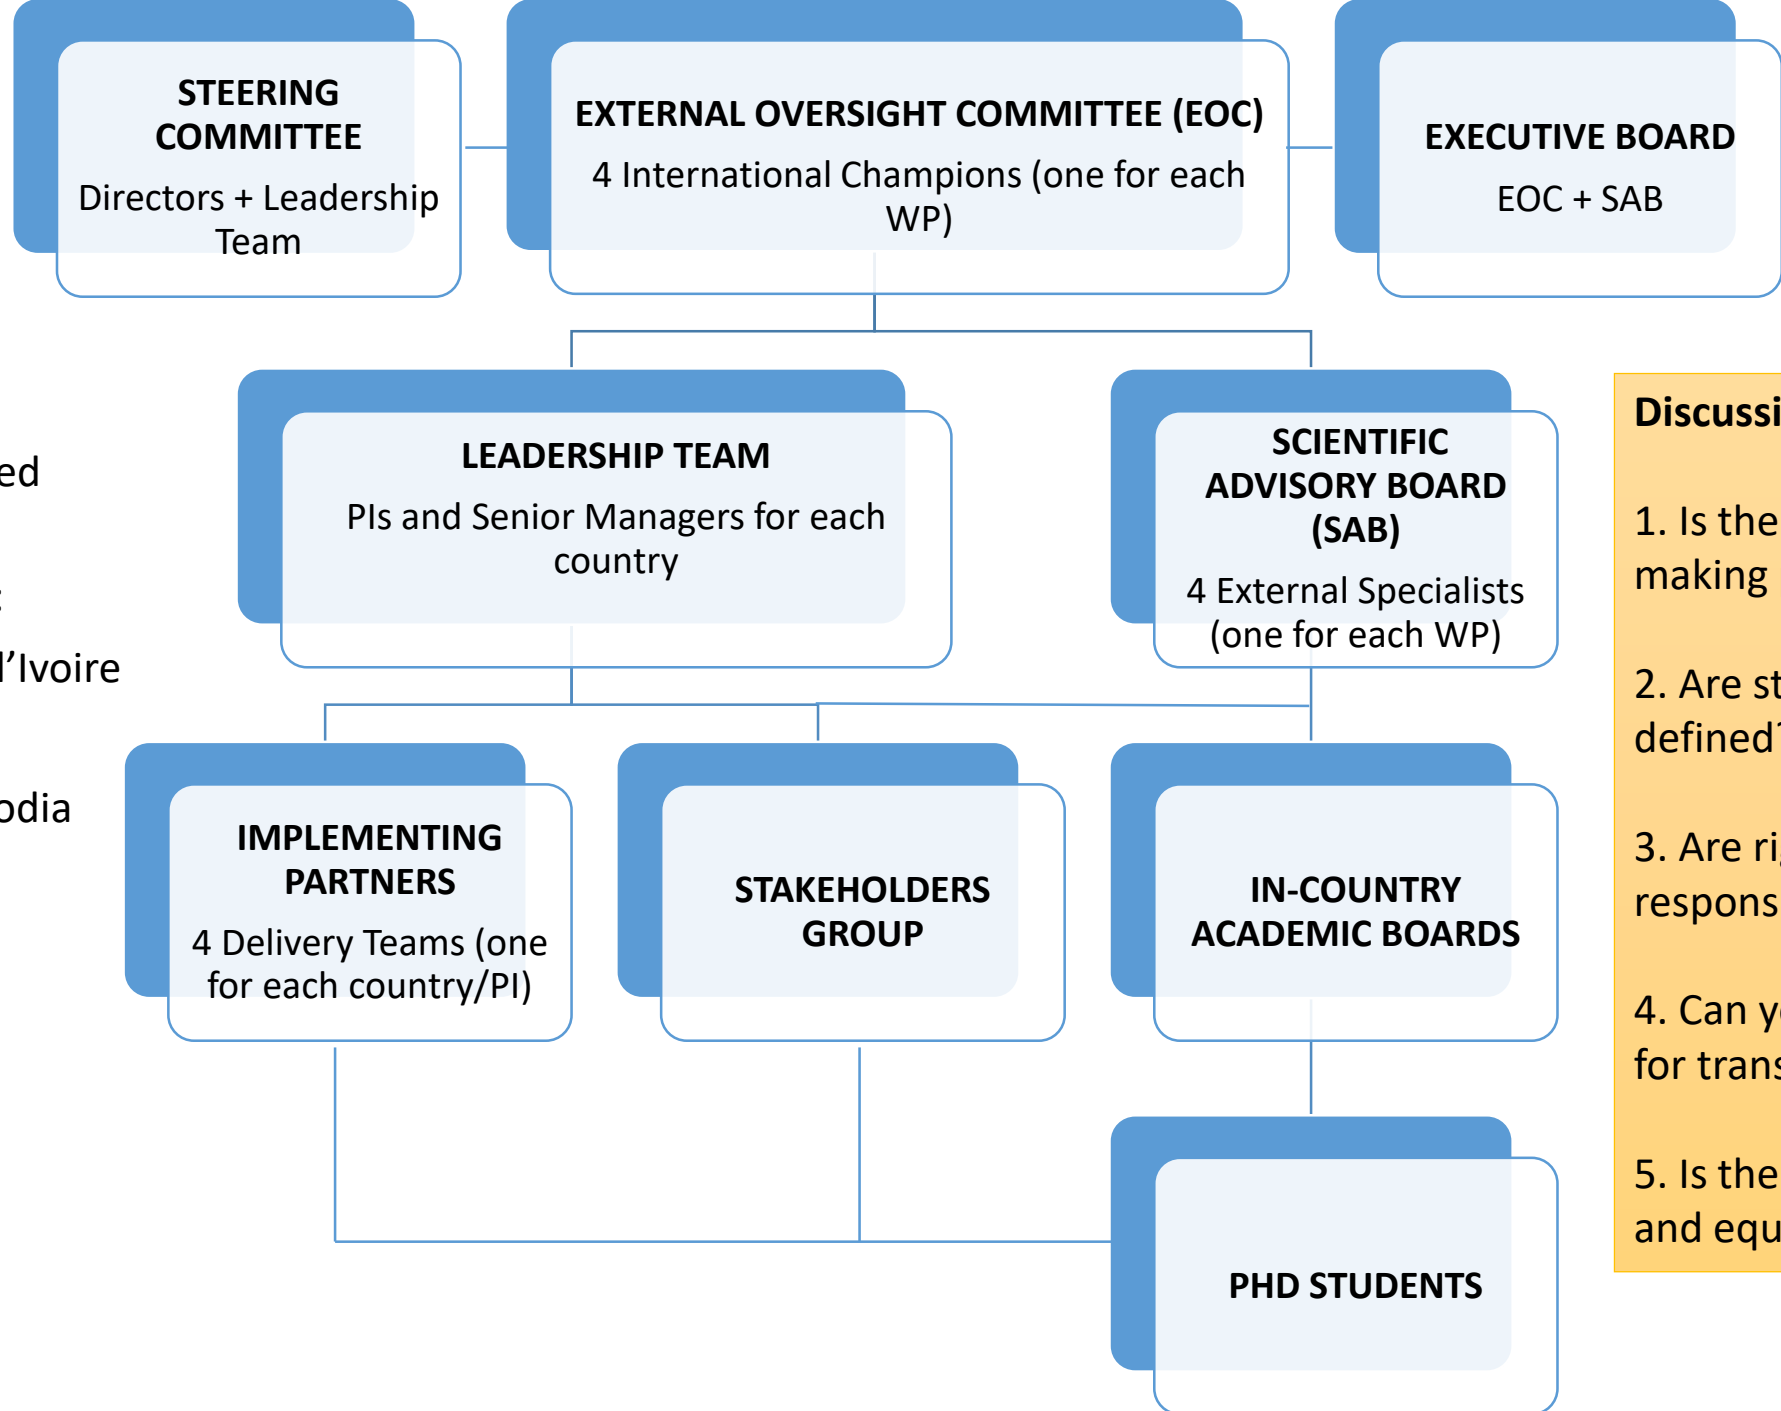 STEERING
COMMITTEE
Directors + Leadership
Team
EXTERNAL OVERSIGHT COMMITTEE (EOC)
4 International Champions (one for each
WP)
EXECUTIVE BOARD
EOC + SAB
ed
:
d’Ivoire
odia
LEADERSHIP TEAM
PIs and Senior Managers for each
country
SCIENTIFIC
ADVISORY BOARD
(SAB)
4 External Specialists
(one for each WP)
IMPLEMENTING
PARTNERS
4 Delivery Teams (one
for each country/PI)
STAKEHOLDERS
GROUP
IN-COUNTRY
ACADEMIC BOARDS
PHD STUDENTS
Discussi
1. Is the
making
2. Are st
defined?
3. Are rig
respons
4. Can yo
for trans
5. Is the
and equ